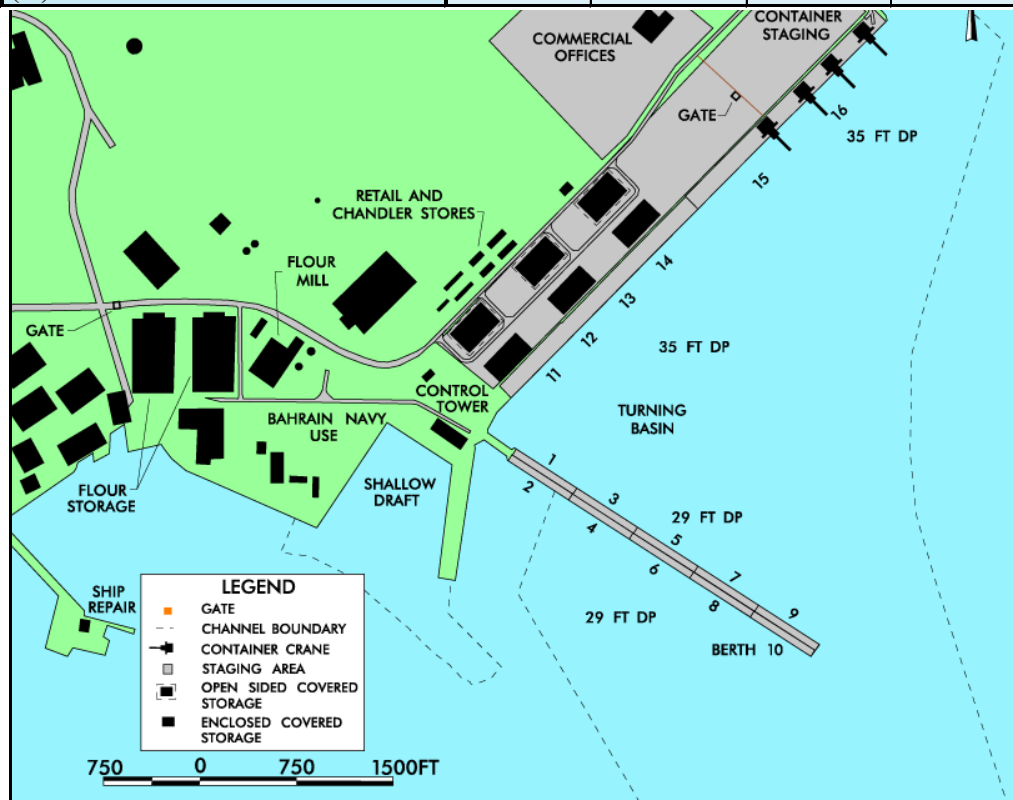 CONTAINER
STAGING
COMMERCIAL
OFFICES
GATE
16
35 FT DP
15
RETAIL AND
CHANDLER STORES
14
FLOUR
MILL
13
GATE
12
35 FT DP
11
CONTROL
TOWER
TURNING
BASIN
BAHRAIN NAVY
USE
1
2
SHALLOW
DRAFT
FLOUR
STORAGE
3
4
29 FT DP
5
6
7
8
9
29 FT DP
BERTH 10
SHIP
REPAIR
LEGEND
GATE
CHANNEL BOUNDARY
CONTAINER CRANE
STAGING AREA
OPEN SIDED COVERED
STORAGE
ENCLOSED COVERED
STORAGE
750 0 750 1500FT